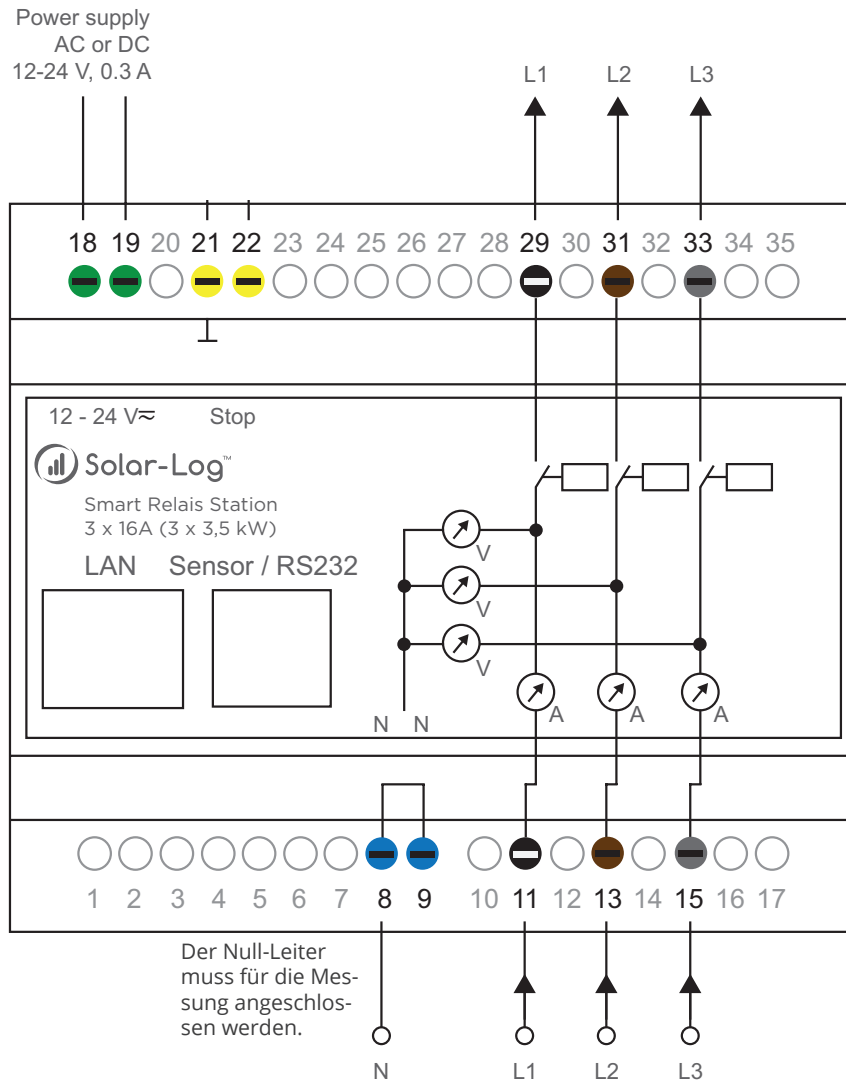 Power supply
AC or DC
12-24 V, 0.3 A
L1 L2 L3
18 19 20 21 22 23 24 25 26 27 28 29 30 31 32 33 34 35
12 - 24 V≂ Stop
Solar-Log™
Smart Relais Station
3 x 16A (3 x 3,5 kW)
LAN Sensor / RS232
V
V
V
A A A
N N
1 2 3 4 5 6 7 8 9 10 11 12 13 14 15 16 17
Der Null-Leiter
muss für die Mes-
sung angeschlos-
sen werden.
N L1 L2 L3